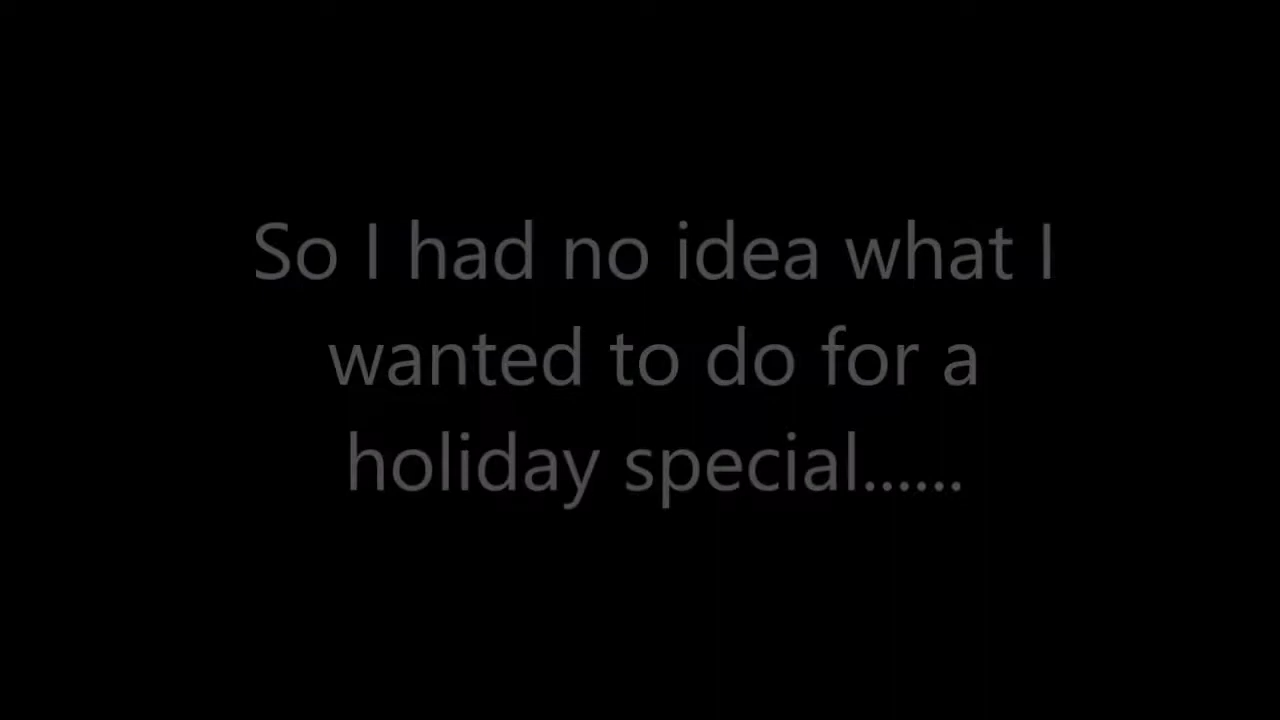 So I had no idea what I
wanted to do for a
holiday special......